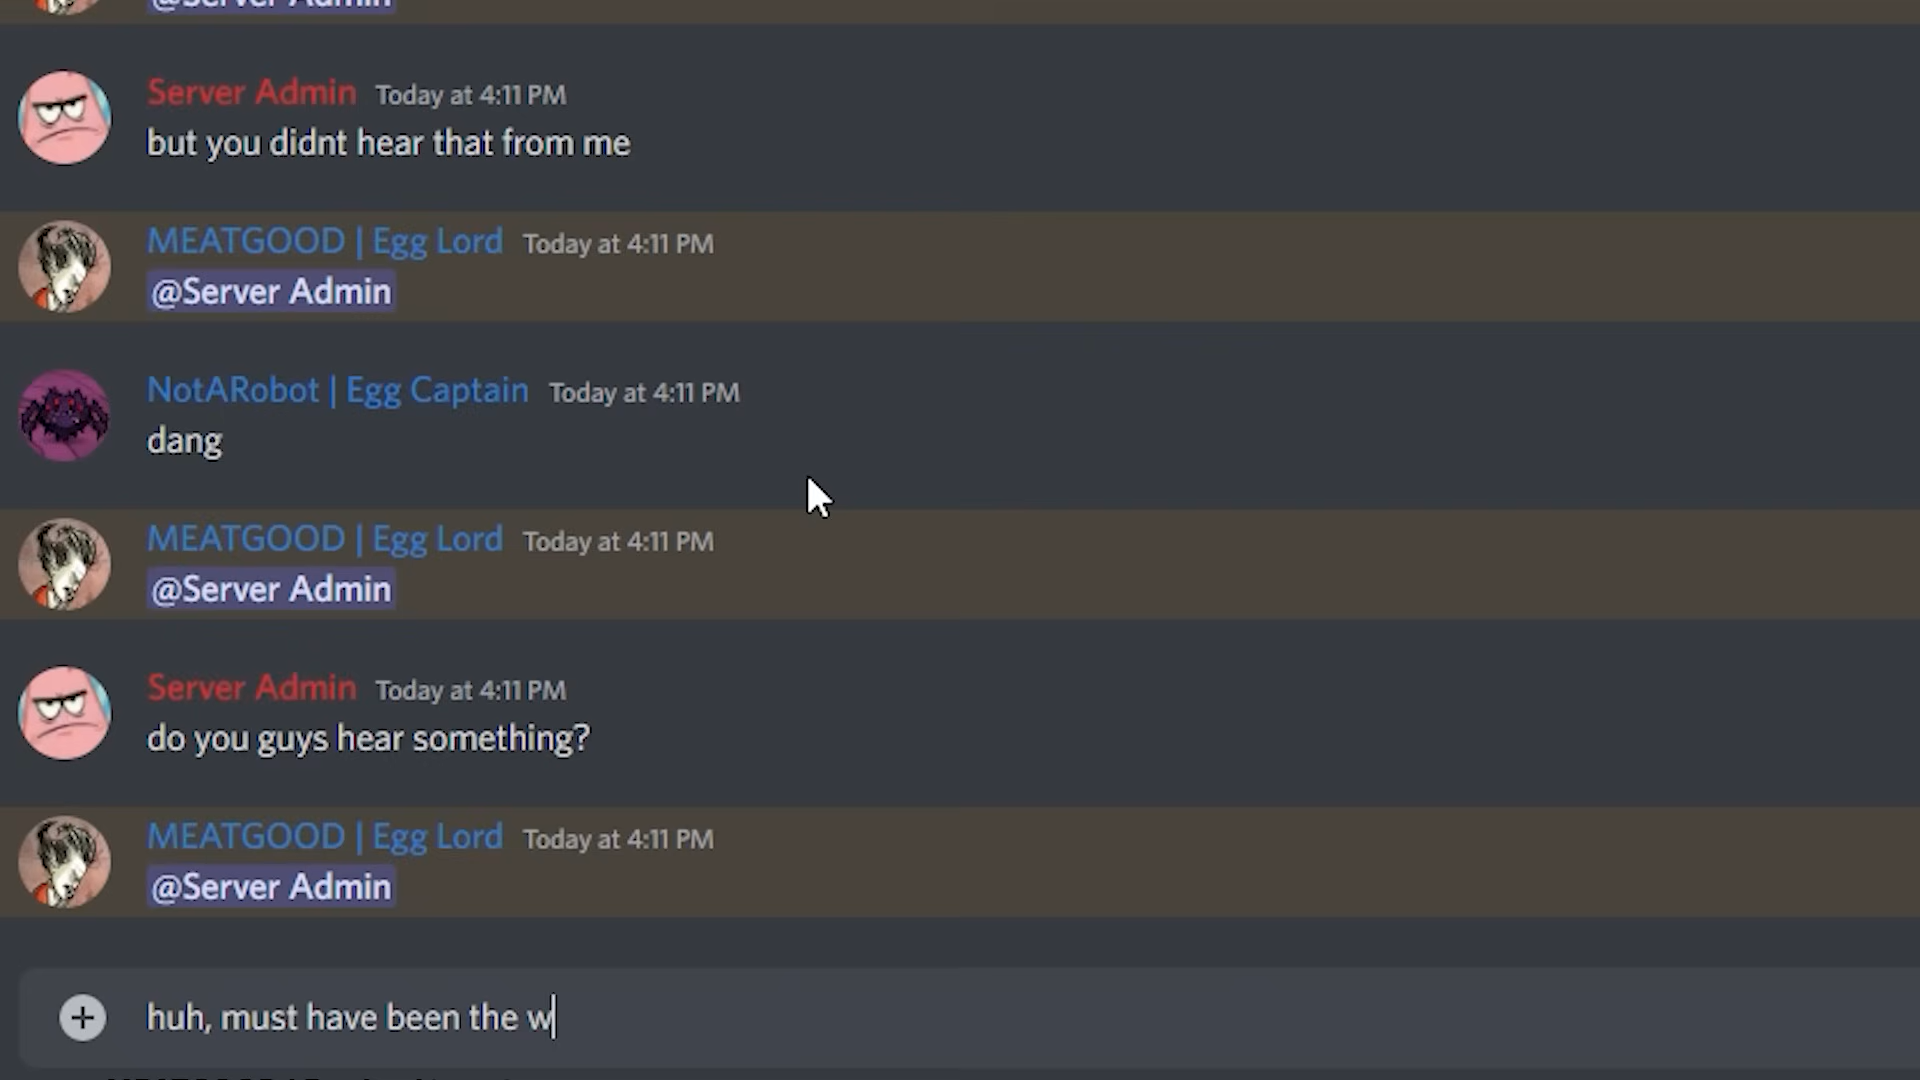 @Server Admin
Server Admin Today at 4:11 PM
but you didnt hear that from me
MEATGOOD | Egg Lord Today at 4:11 PM
@Server Admin
NotARobot | Egg Captain Today at 4:11 PM
dang
MEATGOOD | Egg Lord Today at 4:11 PM
@Server Admin
Server Admin Today at 4:11 PM
do you guys hear something?
MEATGOOD | Egg Lord Today at 4:11 PM
@Server Admin
huh, must have been the w